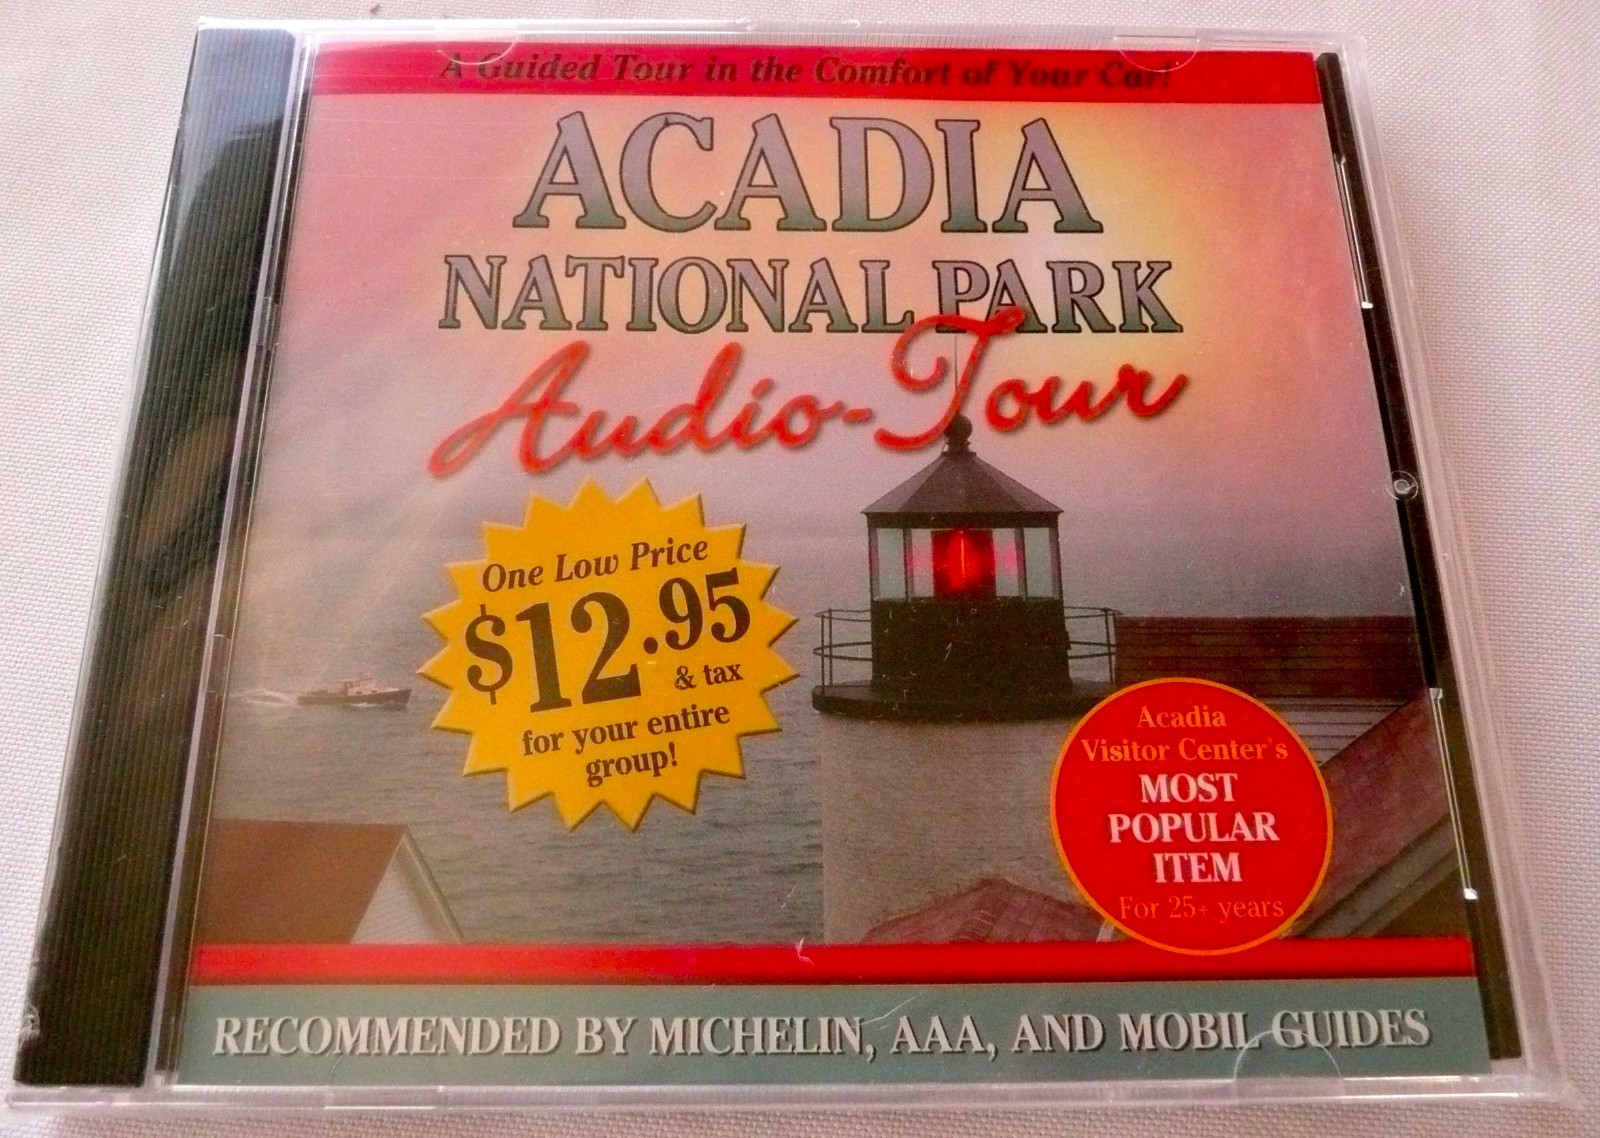 A Guided Tour in the Comfort of Your Car!
ACADIA
NATIONAL PARK
Audio-Tour
One Low Price
$12.95
& tax
for your entire
group!
Acadia
Visitor Center's
MOST
POPULAR
ITEM
For 25+ years
RECOMMENDED BY MICHELIN, AAA, AND MOBIL GUIDES